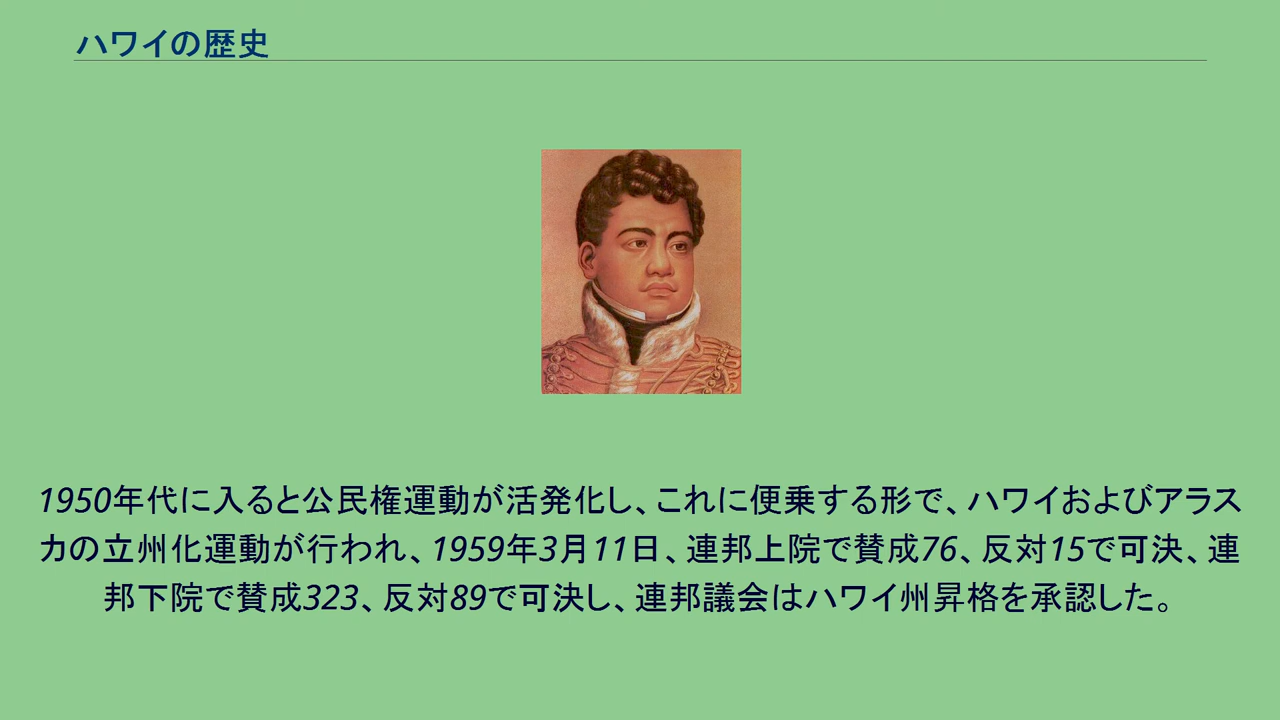 ハワイの歴史
1950年代に入ると公民権運動が活発化し、これに便乗する形で、ハワイおよびアラス
カの立州化運動が行われ、1959年3月11日、連邦上院で賛成76、反対15で可決、連
邦下院で賛成323、反対89で可決し、連邦議会はハワイ州昇格を承認した。